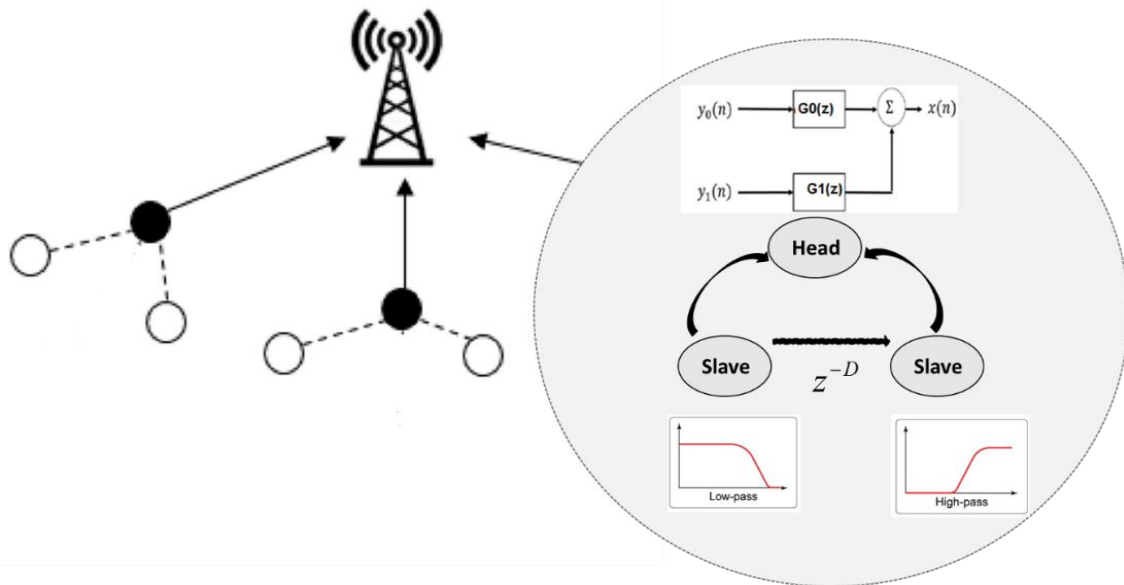 y₀(n) G0(z) Σ x(n)
y₁(n) G1(z)
Head
Slave Slave
z⁻ᴰ
Low-pass High-pass